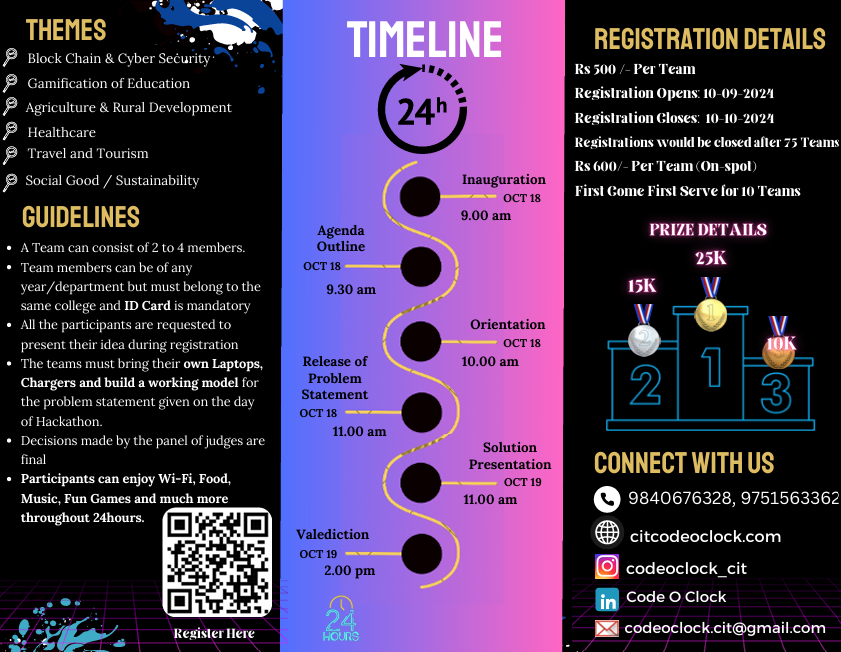 THEMES
Block Chain & Cyber Security
Gamification of Education
Agriculture & Rural Development
Healthcare
Travel and Tourism
Social Good / Sustainability
GUIDELINES
A Team can consist of 2 to 4 members.
Team members can be of any
year/department but must belong to the
same college and ID Card is mandatory
All the participants are requested to
present their idea during registration
The teams must bring their own Laptops,
Chargers and build a working model for
the problem statement given on the day
of Hackathon.
Decisions made by the panel of judges are
final
Participants can enjoy Wi-Fi, Food,
Music, Fun Games and much more
throughout 24hours.
Register Here
TIMELINE
24h
Inauguration
OCT 18
9.00 am
Agenda
Outline
OCT 18
9.30 am
Orientation
OCT 18
10.00 am
Release of
Problem
Statement
OCT 18
11.00 am
Solution
Presentation
OCT 19
11.00 am
Valediction
OCT 19
2.00 pm
24
HOURS
REGISTRATION DETAILS
Rs 500 /- Per Team
Registration Opens: 10-09-2024
Registration Closes: 10-10-2024
Registrations would be closed after 75 Teams
Rs 600/- Per Team (On-spot)
First Come First Serve for 10 Teams
PRIZE DETAILS
25K
15K
10K
2
1
2
1
3
CONNECT WITH US
9840676328, 9751563362
citcodeoclock.com
codeoclock_cit
in
Code O Clock
codeoclock.cit@gmail.com